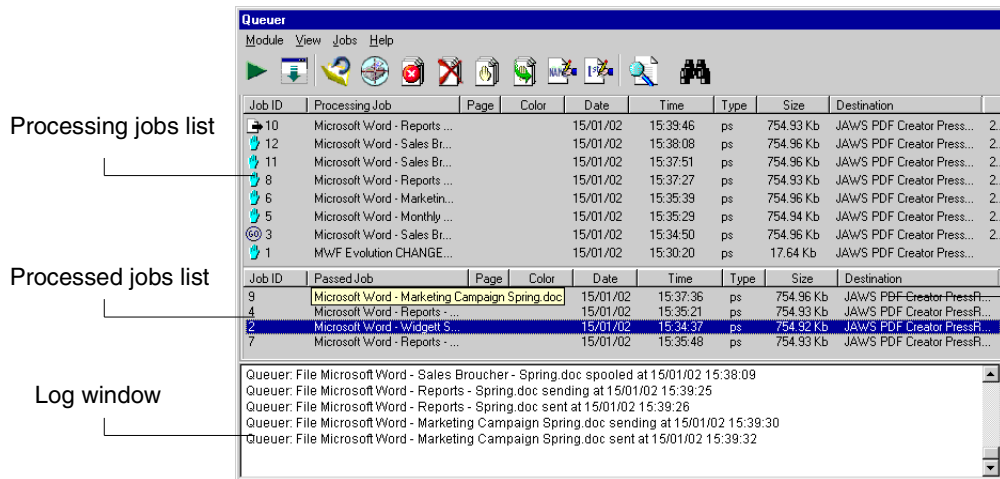 Queuer
Module View Jobs Help
Job ID Processing Job Page Color Date Time Type Size Destination
10 Microsoft Word - Reports ... 15/01/02 15:39:46 ps 754.93 Kb JAWS PDF Creator Press... 2.
12 Microsoft Word - Sales Br... 15/01/02 15:38:08 ps 754.96 Kb JAWS PDF Creator Press... 2.
11 Microsoft Word - Sales Br... 15/01/02 15:37:51 ps 754.96 Kb JAWS PDF Creator Press... 2.
8 Microsoft Word - Reports ... 15/01/02 15:37:27 ps 754.93 Kb JAWS PDF Creator Press... 2.
6 Microsoft Word - Marketin... 15/01/02 15:35:39 ps 754.96 Kb JAWS PDF Creator Press... 2.
5 Microsoft Word - Monthly ... 15/01/02 15:35:29 ps 754.94 Kb JAWS PDF Creator Press... 2.
GO 3 Microsoft Word - Sales Br... 15/01/02 15:34:50 ps 754.96 Kb JAWS PDF Creator Press... 2.
1 MWF Evolution CHANGE... 15/01/02 15:30:20 ps 17.64 Kb JAWS PDF Creator Press...
Processing jobs list
Job ID Passed Job Page Color Date Time Type Size Destination
9 Microsoft Word - Marketing Campaign Spring.doc 15/01/02 15:37:36 ps 754.96 Kb JAWS PDF Creator PressR...
4 Microsoft Word - Reports - ... 15/01/02 15:35:21 ps 754.93 Kb JAWS PDF Creator PressR...
2 Microsoft Word - Widgett S... 15/01/02 15:34:37 ps 754.92 Kb JAWS PDF Creator PressR...
7 Microsoft Word - Reports - ... 15/01/02 15:35:48 ps 754.93 Kb JAWS PDF Creator PressR...
Processed jobs list
Queuer: File Microsoft Word - Sales Broucher - Spring.doc spooled at 15/01/02 15:38:09
Queuer: File Microsoft Word - Reports - Spring.doc sending at 15/01/02 15:39:25
Queuer: File Microsoft Word - Reports - Spring.doc sent at 15/01/02 15:39:26
Queuer: File Microsoft Word - Marketing Campaign Spring.doc sending at 15/01/02 15:39:30
Queuer: File Microsoft Word - Marketing Campaign Spring.doc sent at 15/01/02 15:39:32
Log window